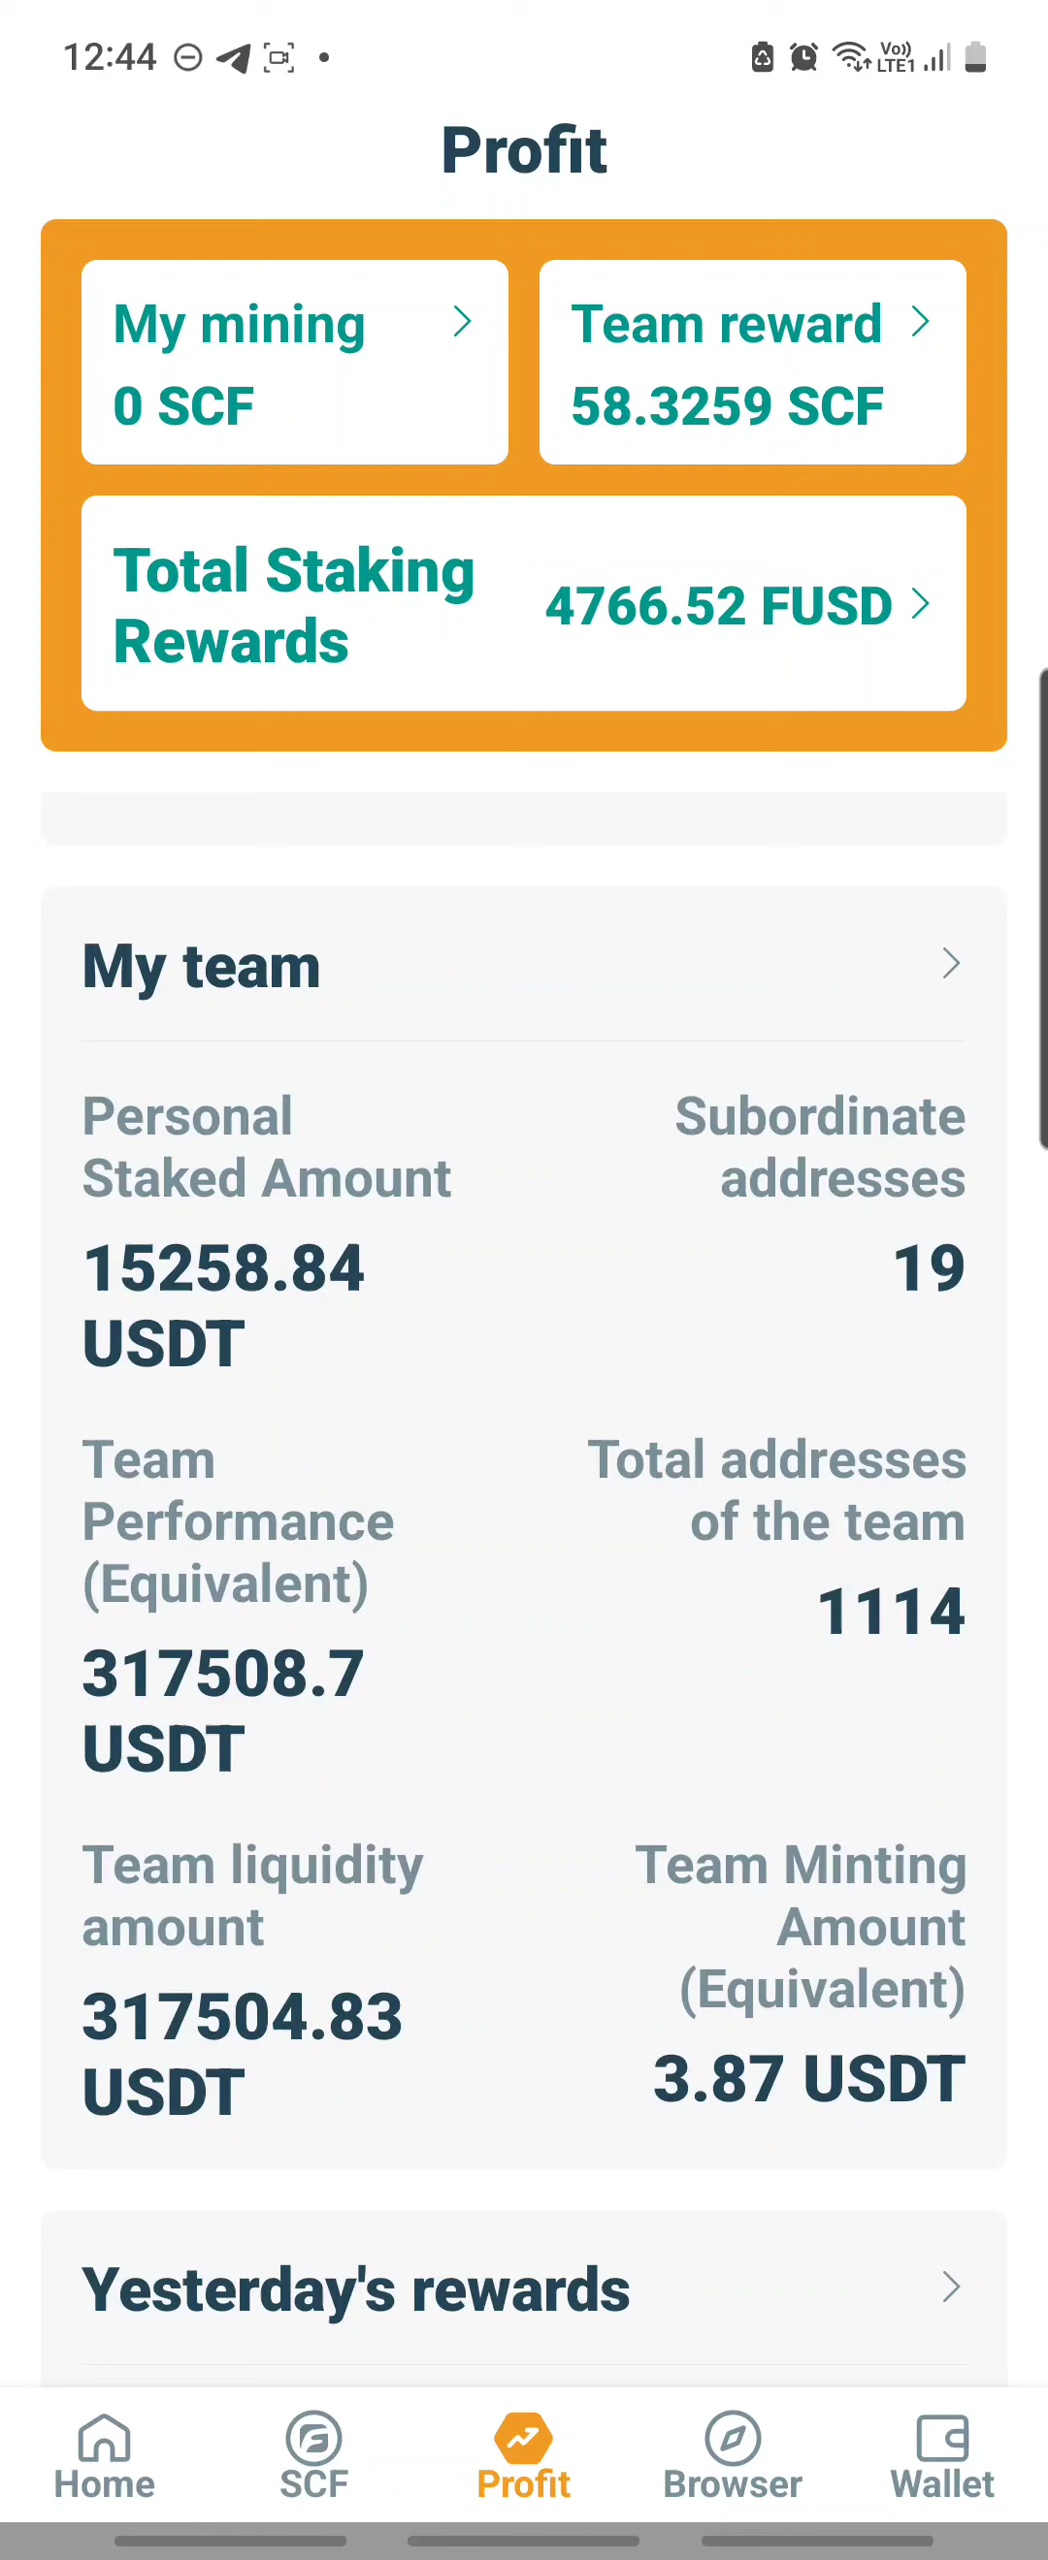 12:44
Vo))
LTE1
Profit
My mining
0 SCF
Team reward
58.3259 SCF
Total Staking
Rewards
4766.52 FUSD
My team
Personal
Staked Amount
15258.84
USDT
Subordinate
addresses
19
Team
Performance
(Equivalent)
317508.7
USDT
Total addresses
of the team
1114
Team liquidity
amount
317504.83
USDT
Team Minting
Amount
(Equivalent)
3.87 USDT
Yesterday's rewards
Home
SCF
Profit
Browser
Wallet